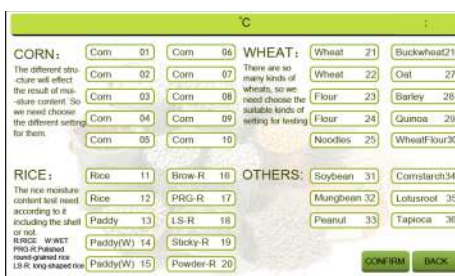 ℃ :
CORN:
The different stru-
-cture will effect
the result of moi-
-sture content. So
we need choose
the different setting
for them.
Corn 01
Corn 02
Corn 03
Corn 04
Corn 05
Corn 06
Corn 07
Corn 08
Corn 09
Corn 10
WHEAT:
There are so
many kinds of
wheats, so we
need choose the
suitable kinds of
setting for testing
Wheat 21
Wheat 22
Flour 23
Flour 24
Noodles 25
Buckwheat21
Oat 27
Barley 28
Quinoa 29
WheatFlour30
RICE:
The rice moisture
content test need
according to it
including the shell
or not.
R:RICE W:WET
PRG-R:Polished
round-grained rice
LS-R: long-shaped rice
Rice 11
Rice 12
Paddy 13
Paddy(W) 14
Paddy(W) 15
Brow-R 16
PRG-R 17
LS-R 18
Sticky-R 19
Powder-R 20
OTHERS:
Soybean 31
Mungbean 32
Peanut 33
Cornstarch34
Lotusroot 35
Tapioca 36
CONFIRM
BACK